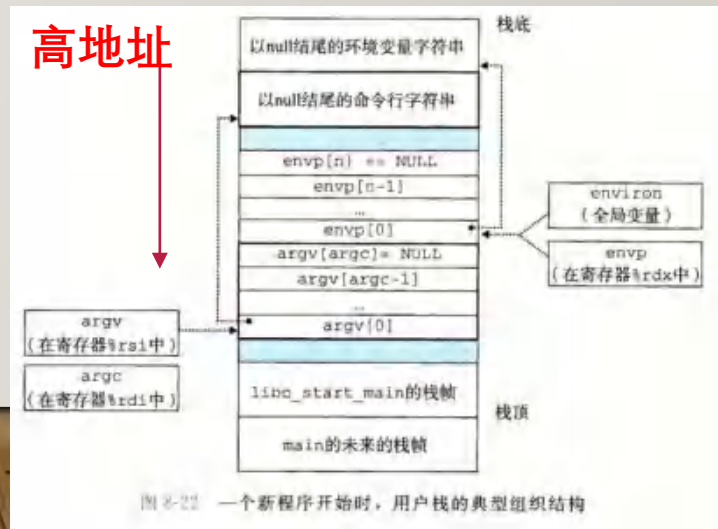 高地址
栈底
以null结尾的环境变量字符串
以null结尾的命令行字符串
envp[n] == NULL
envp[n-1]
...
envp[0]
argv[argc]= NULL
argv[argc-1]
...
argv[0]
environ
(全局变量)
envp
(在寄存器%rdx中)
argv
(在寄存器%rsi中)
argc
(在寄存器%rdi中)
libc_start_main的栈帧
栈顶
main的未来的栈帧
图 8-22 一个新程序开始时，用户栈的典型组织结构